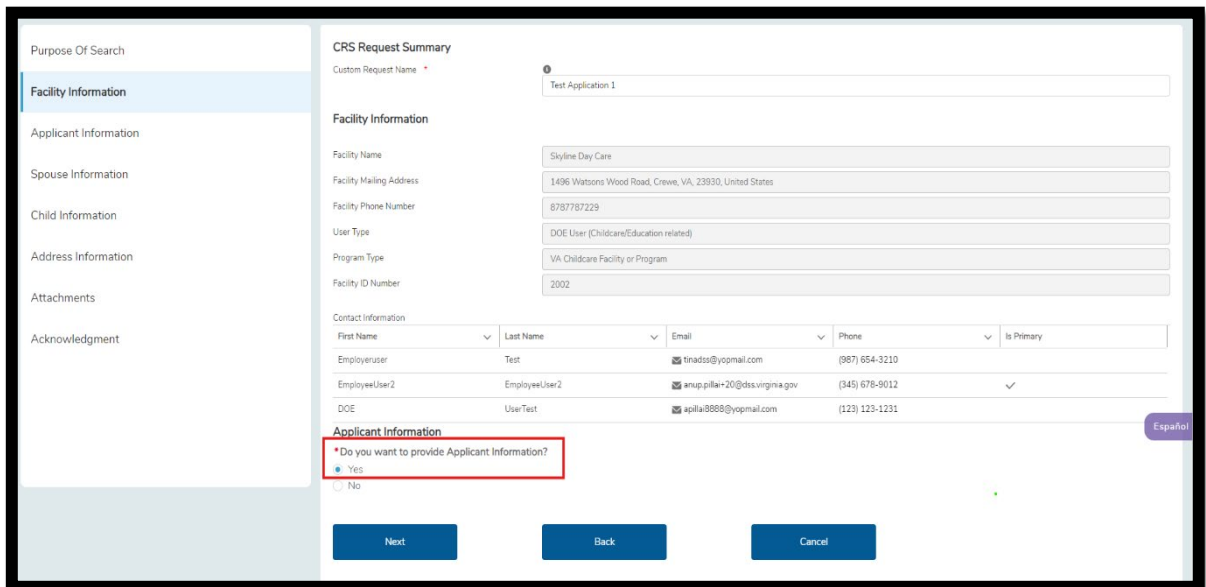 Purpose Of Search
Facility Information
Applicant Information
Spouse Information
Child Information
Address Information
Attachments
Acknowledgment
CRS Request Summary
Custom Request Name *
Test Application 1
Facility Information
Facility Name Skyline Day Care
Facility Mailing Address 1496 Watsons Wood Road, Crewe, VA, 23930, United States
Facility Phone Number 8787787229
User Type DOE User (Childcare/Education related)
Program Type VA Childcare Facility or Program
Facility ID Number 2002
Contact Information
First Name Last Name Email Phone Is Primary
Employeruser Test tinadss@yopmail.com (987) 654-3210
EmployeeUser2 EmployeeUser2 anup.pillai+20@dss.virginia.gov (345) 678-9012
DOE UserTest apillai8888@yopmail.com (123) 123-1231
Español
Applicant Information
*Do you want to provide Applicant Information?
Yes
No
Next Back Cancel